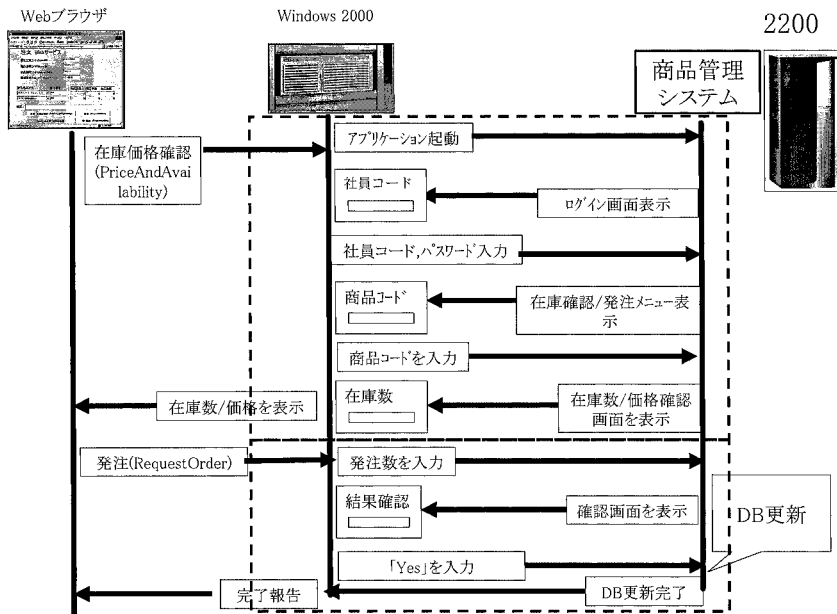 Webブラウザ
Windows 2000
2200
商品管理
システム
在庫価格確認
(PriceAndAvai
lability)
アプリケーション起動
社員コード
ログイン画面表示
社員コード,パスワード入力
商品コード
在庫確認/発注メニュー表
示
商品コードを入力
在庫数
在庫数/価格確認
画面を表示
在庫数/価格を表示
発注(RequestOrder)
発注数を入力
結果確認
確認画面を表示
DB更新
「Yes」を入力
DB更新完了
完了報告